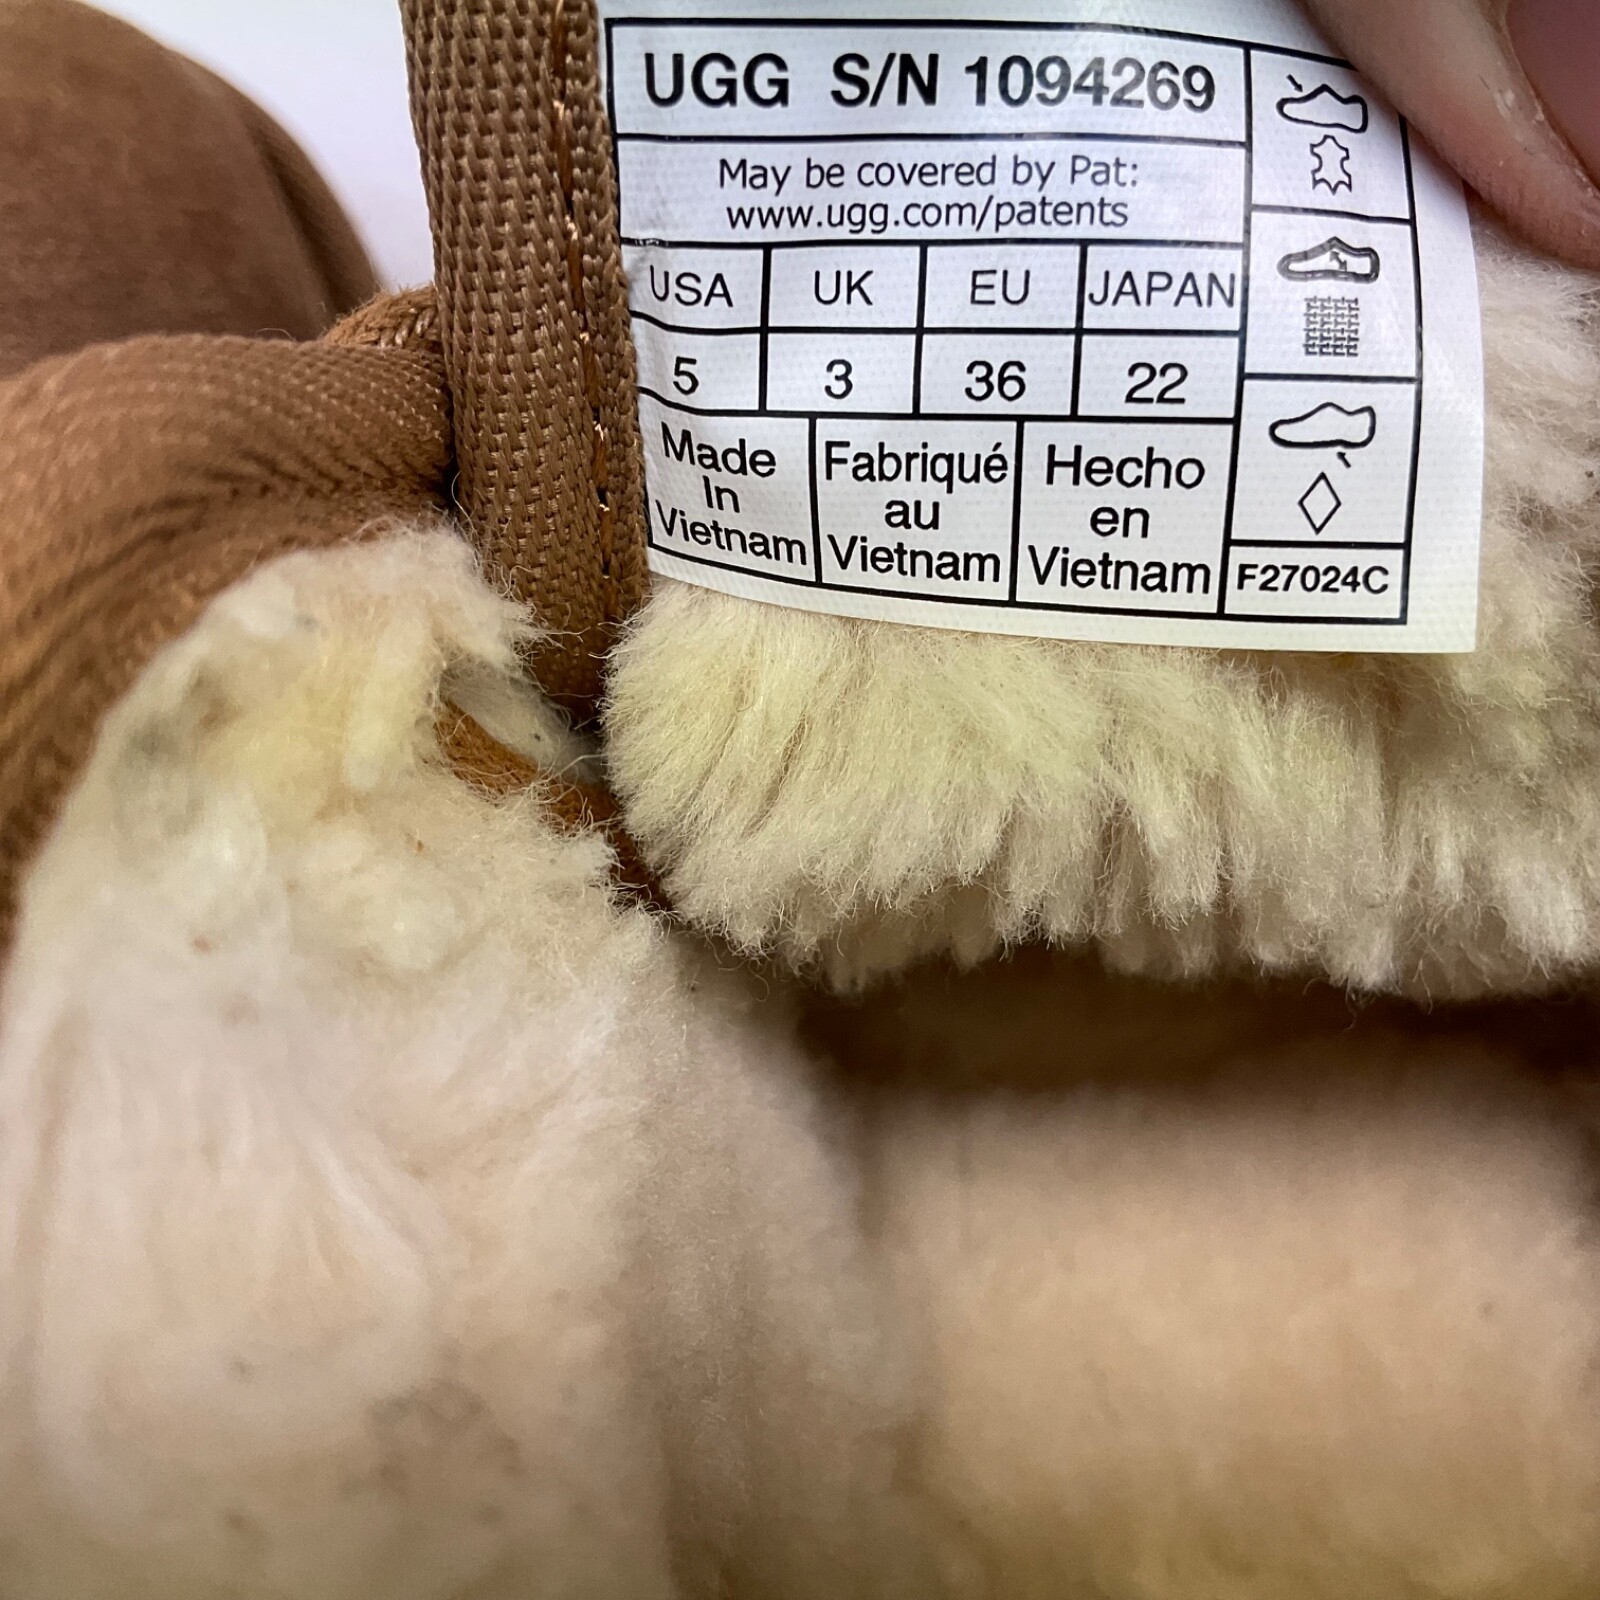 UGG S/N 1094269
May be covered by Pat:
www.ugg.com/patents
USA UK EU JAPAN
5 3 36 22
Made
In
Vietnam
Fabriqué
au
Vietnam
Hecho
en
Vietnam
F27024C